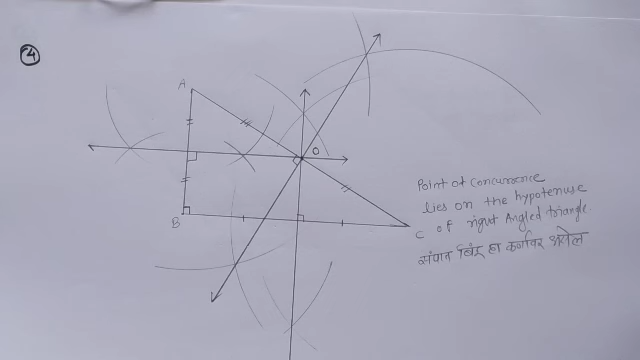 4
A
O
B
Point of concurrence
lies on the hypotenuse
C of right Angled triangle.
संपात बिंदू हा कर्णावर असेल